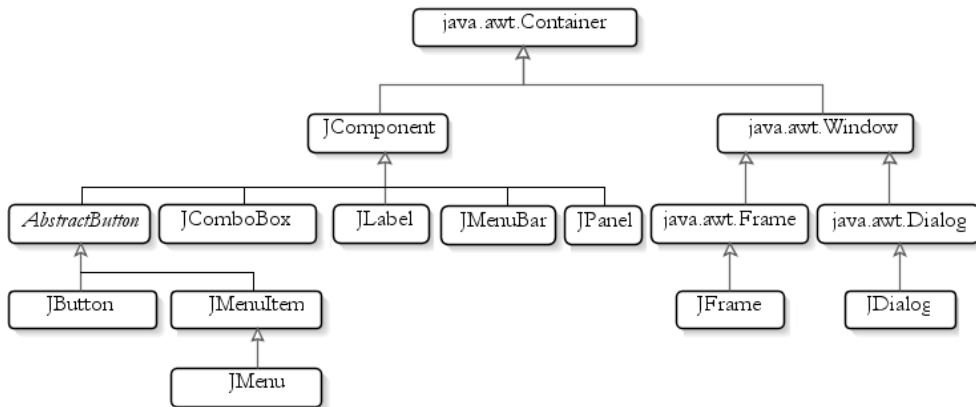 java.awt.Container
JComponent
java.awt.Window
AbstractButton
JComboBox
JLabel
JMenuBar
JPanel
java.awt.Frame
java.awt.Dialog
JButton
JMenuItem
JFrame
JDialog
JMenu